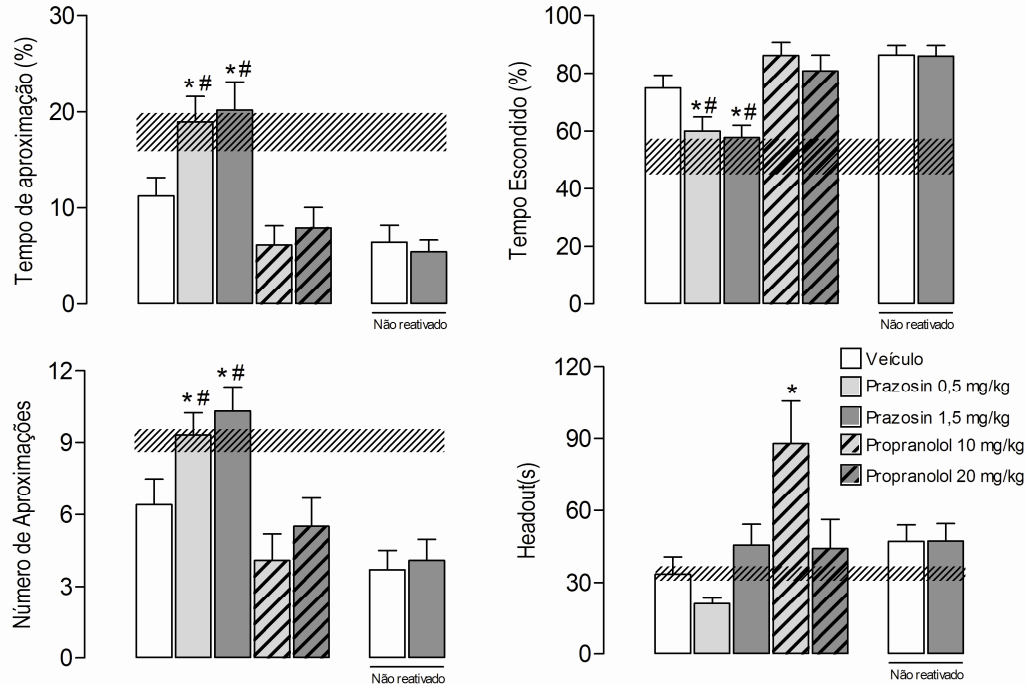 Tempo de aproximação (%)
30
20
10
0
*#
*#
Não reativado
Tempo Escondido (%)
100
80
60
40
20
0
*#
*#
Não reativado
Número de Aproximações
12
9
6
3
0
*#
*#
Não reativado
Headout(s)
120
90
60
30
0
*
Não reativado
Veículo
Prazosin 0,5 mg/kg
Prazosin 1,5 mg/kg
Propranolol 10 mg/kg
Propranolol 20 mg/kg